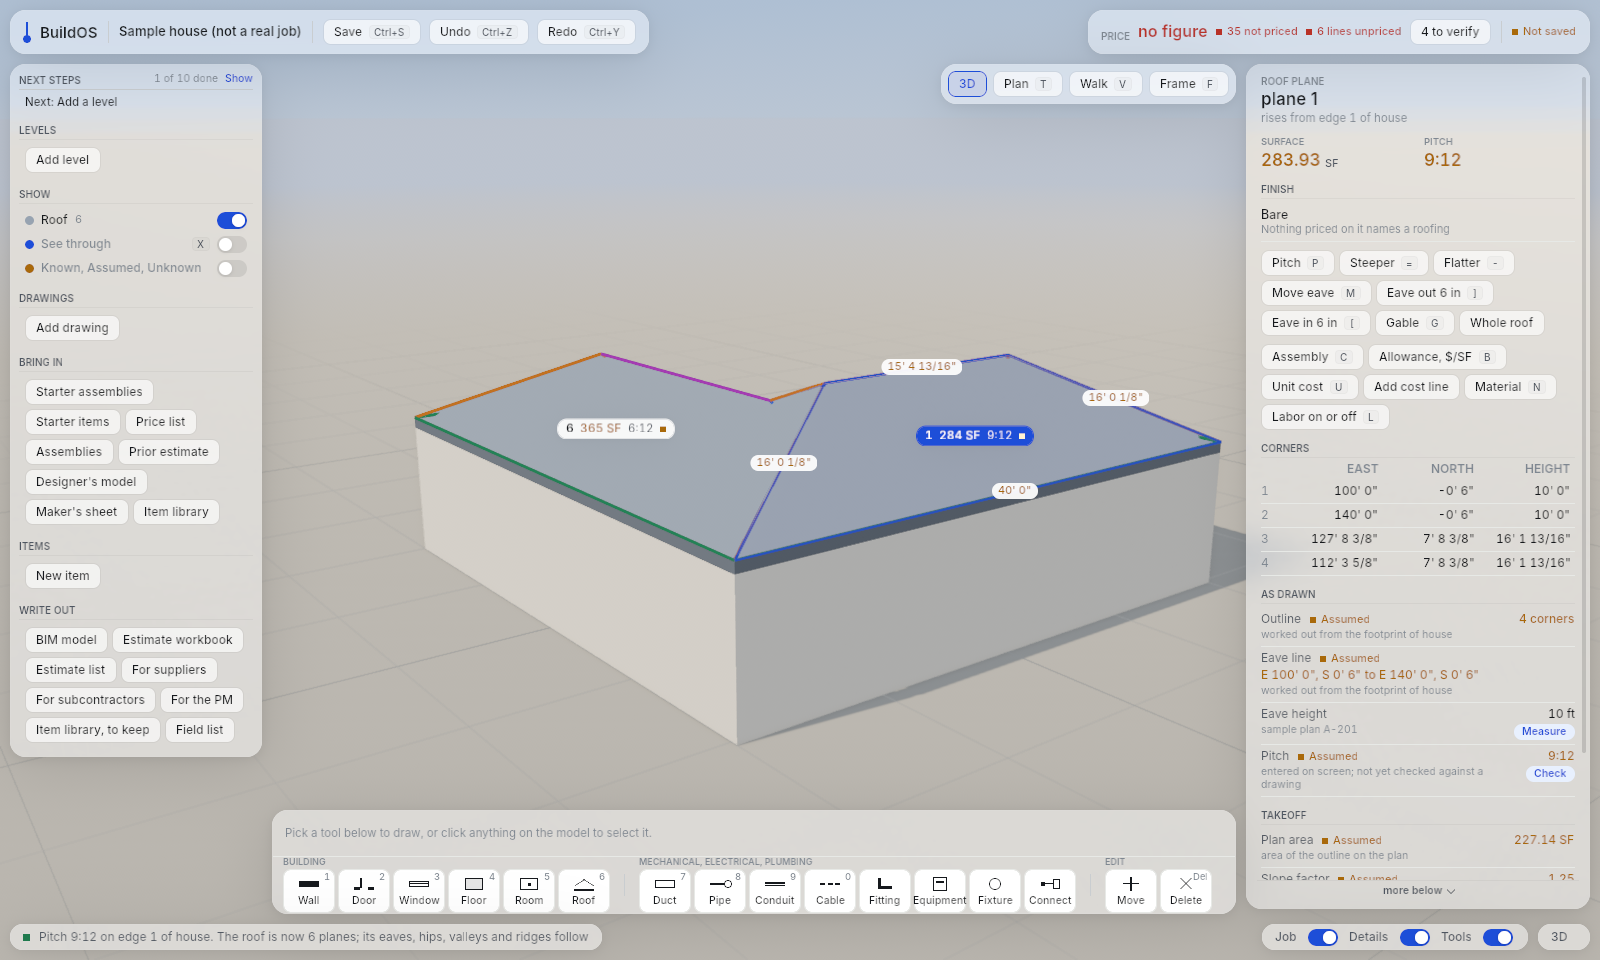 BuildOS
Sample house (not a real job)
Save Ctrl+S
Undo Ctrl+Z
Redo Ctrl+Y
PRICE no figure
35 not priced
6 lines unpriced
4 to verify
Not saved
NEXT STEPS 1 of 10 done Show
Next: Add a level
LEVELS
Add level
SHOW
Roof 6
See through X
Known, Assumed, Unknown
DRAWINGS
Add drawing
BRING IN
Starter assemblies
Starter items Price list
Assemblies Prior estimate
Designer's model
Maker's sheet Item library
ITEMS
New item
WRITE OUT
BIM model Estimate workbook
Estimate list For suppliers
For subcontractors For the PM
Item library, to keep Field list
3D
Plan T
Walk V
Frame F
15' 4 13/16"
16' 0 1/8"
6 365 SF 6:12
1 284 SF 9:12
16' 0 1/8"
40' 0"
ROOF PLANE
plane 1
rises from edge 1 of house
SURFACE PITCH
283.93 SF 9:12
FINISH
Bare
Nothing priced on it names a roofing
Pitch P Steeper = Flatter -
Move eave M Eave out 6 in ]
Eave in 6 in [ Gable G Whole roof
Assembly C Allowance, $/SF B
Unit cost U Add cost line Material N
Labor on or off L
CORNERS
EAST NORTH HEIGHT
1 100' 0" -0' 6" 10' 0"
2 140' 0" -0' 6" 10' 0"
3 127' 8 3/8" 7' 8 3/8" 16' 1 13/16"
4 112' 3 5/8" 7' 8 3/8" 16' 1 13/16"
AS DRAWN
Outline Assumed 4 corners
worked out from the footprint of house
Eave line Assumed
E 100' 0", S 0' 6" to E 140' 0", S 0' 6"
worked out from the footprint of house
Eave height 10 ft
sample plan A-201 Measure
Pitch Assumed 9:12
entered on screen; not yet checked against a Check
drawing
TAKEOFF
Plan area Assumed 227.14 SF
area of the outline on the plan
Slope factor Assumed 1.25
more below
Pick a tool below to draw, or click anything on the model to select it.
BUILDING MECHANICAL, ELECTRICAL, PLUMBING EDIT
1 2 3 4 5 6 7 8 9 0 Del
Wall Door Window Floor Room Roof Duct Pipe Conduit Cable Fitting Equipment Fixture Connect Move Delete
Pitch 9:12 on edge 1 of house. The roof is now 6 planes; its eaves, hips, valleys and ridges follow
Job Details Tools 3D